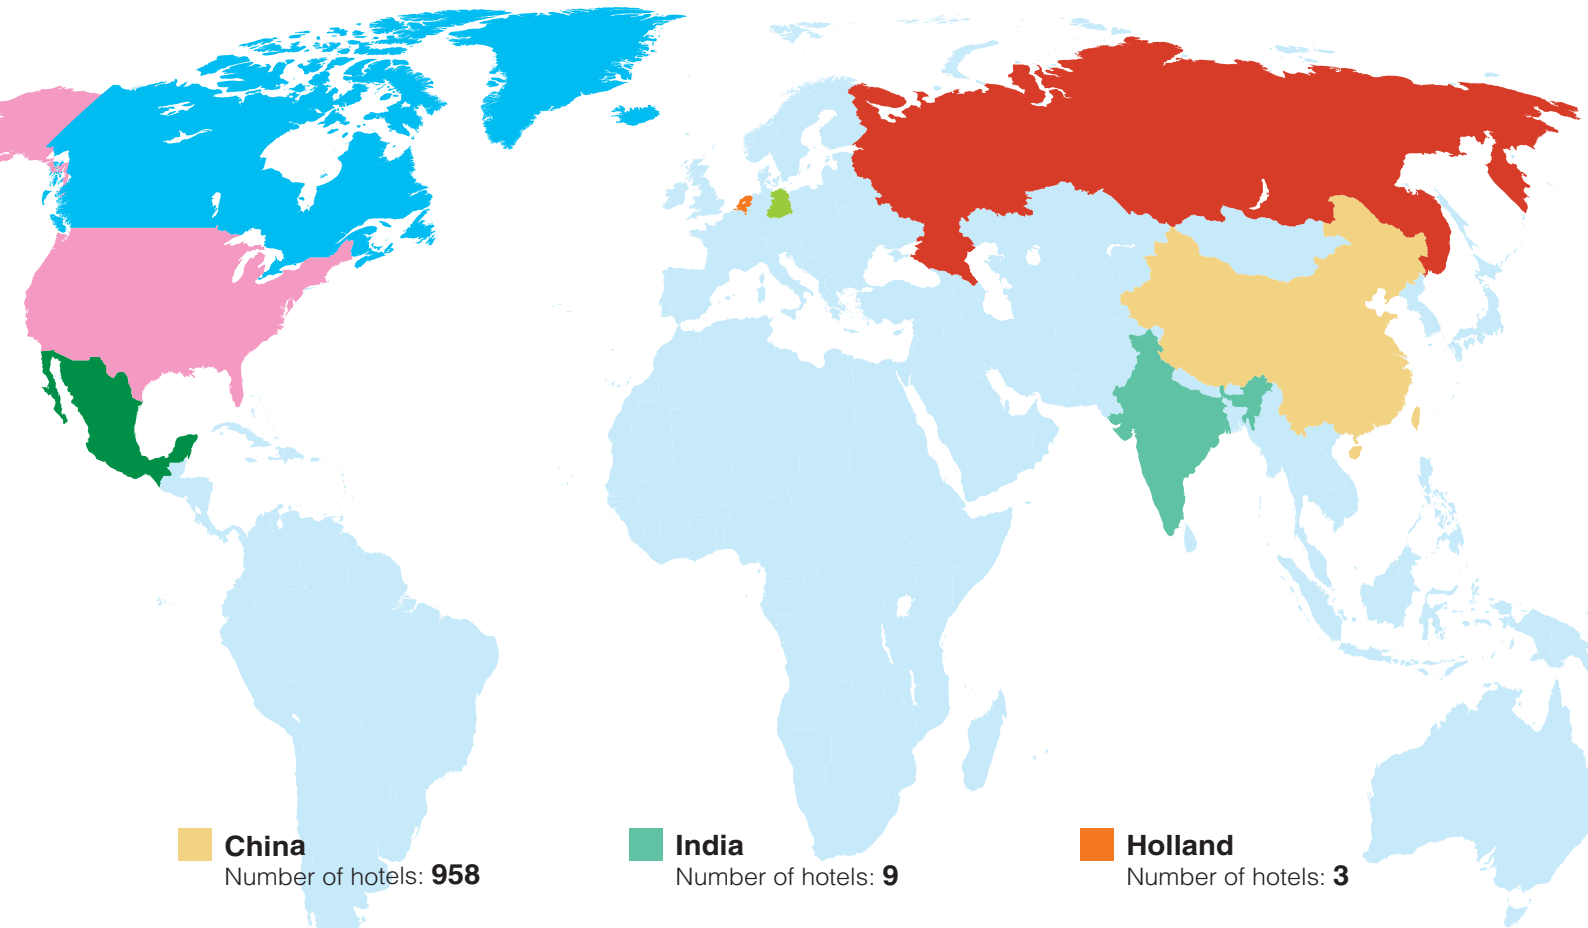 China
Number of hotels: 958
India
Number of hotels: 9
Holland
Number of hotels: 3